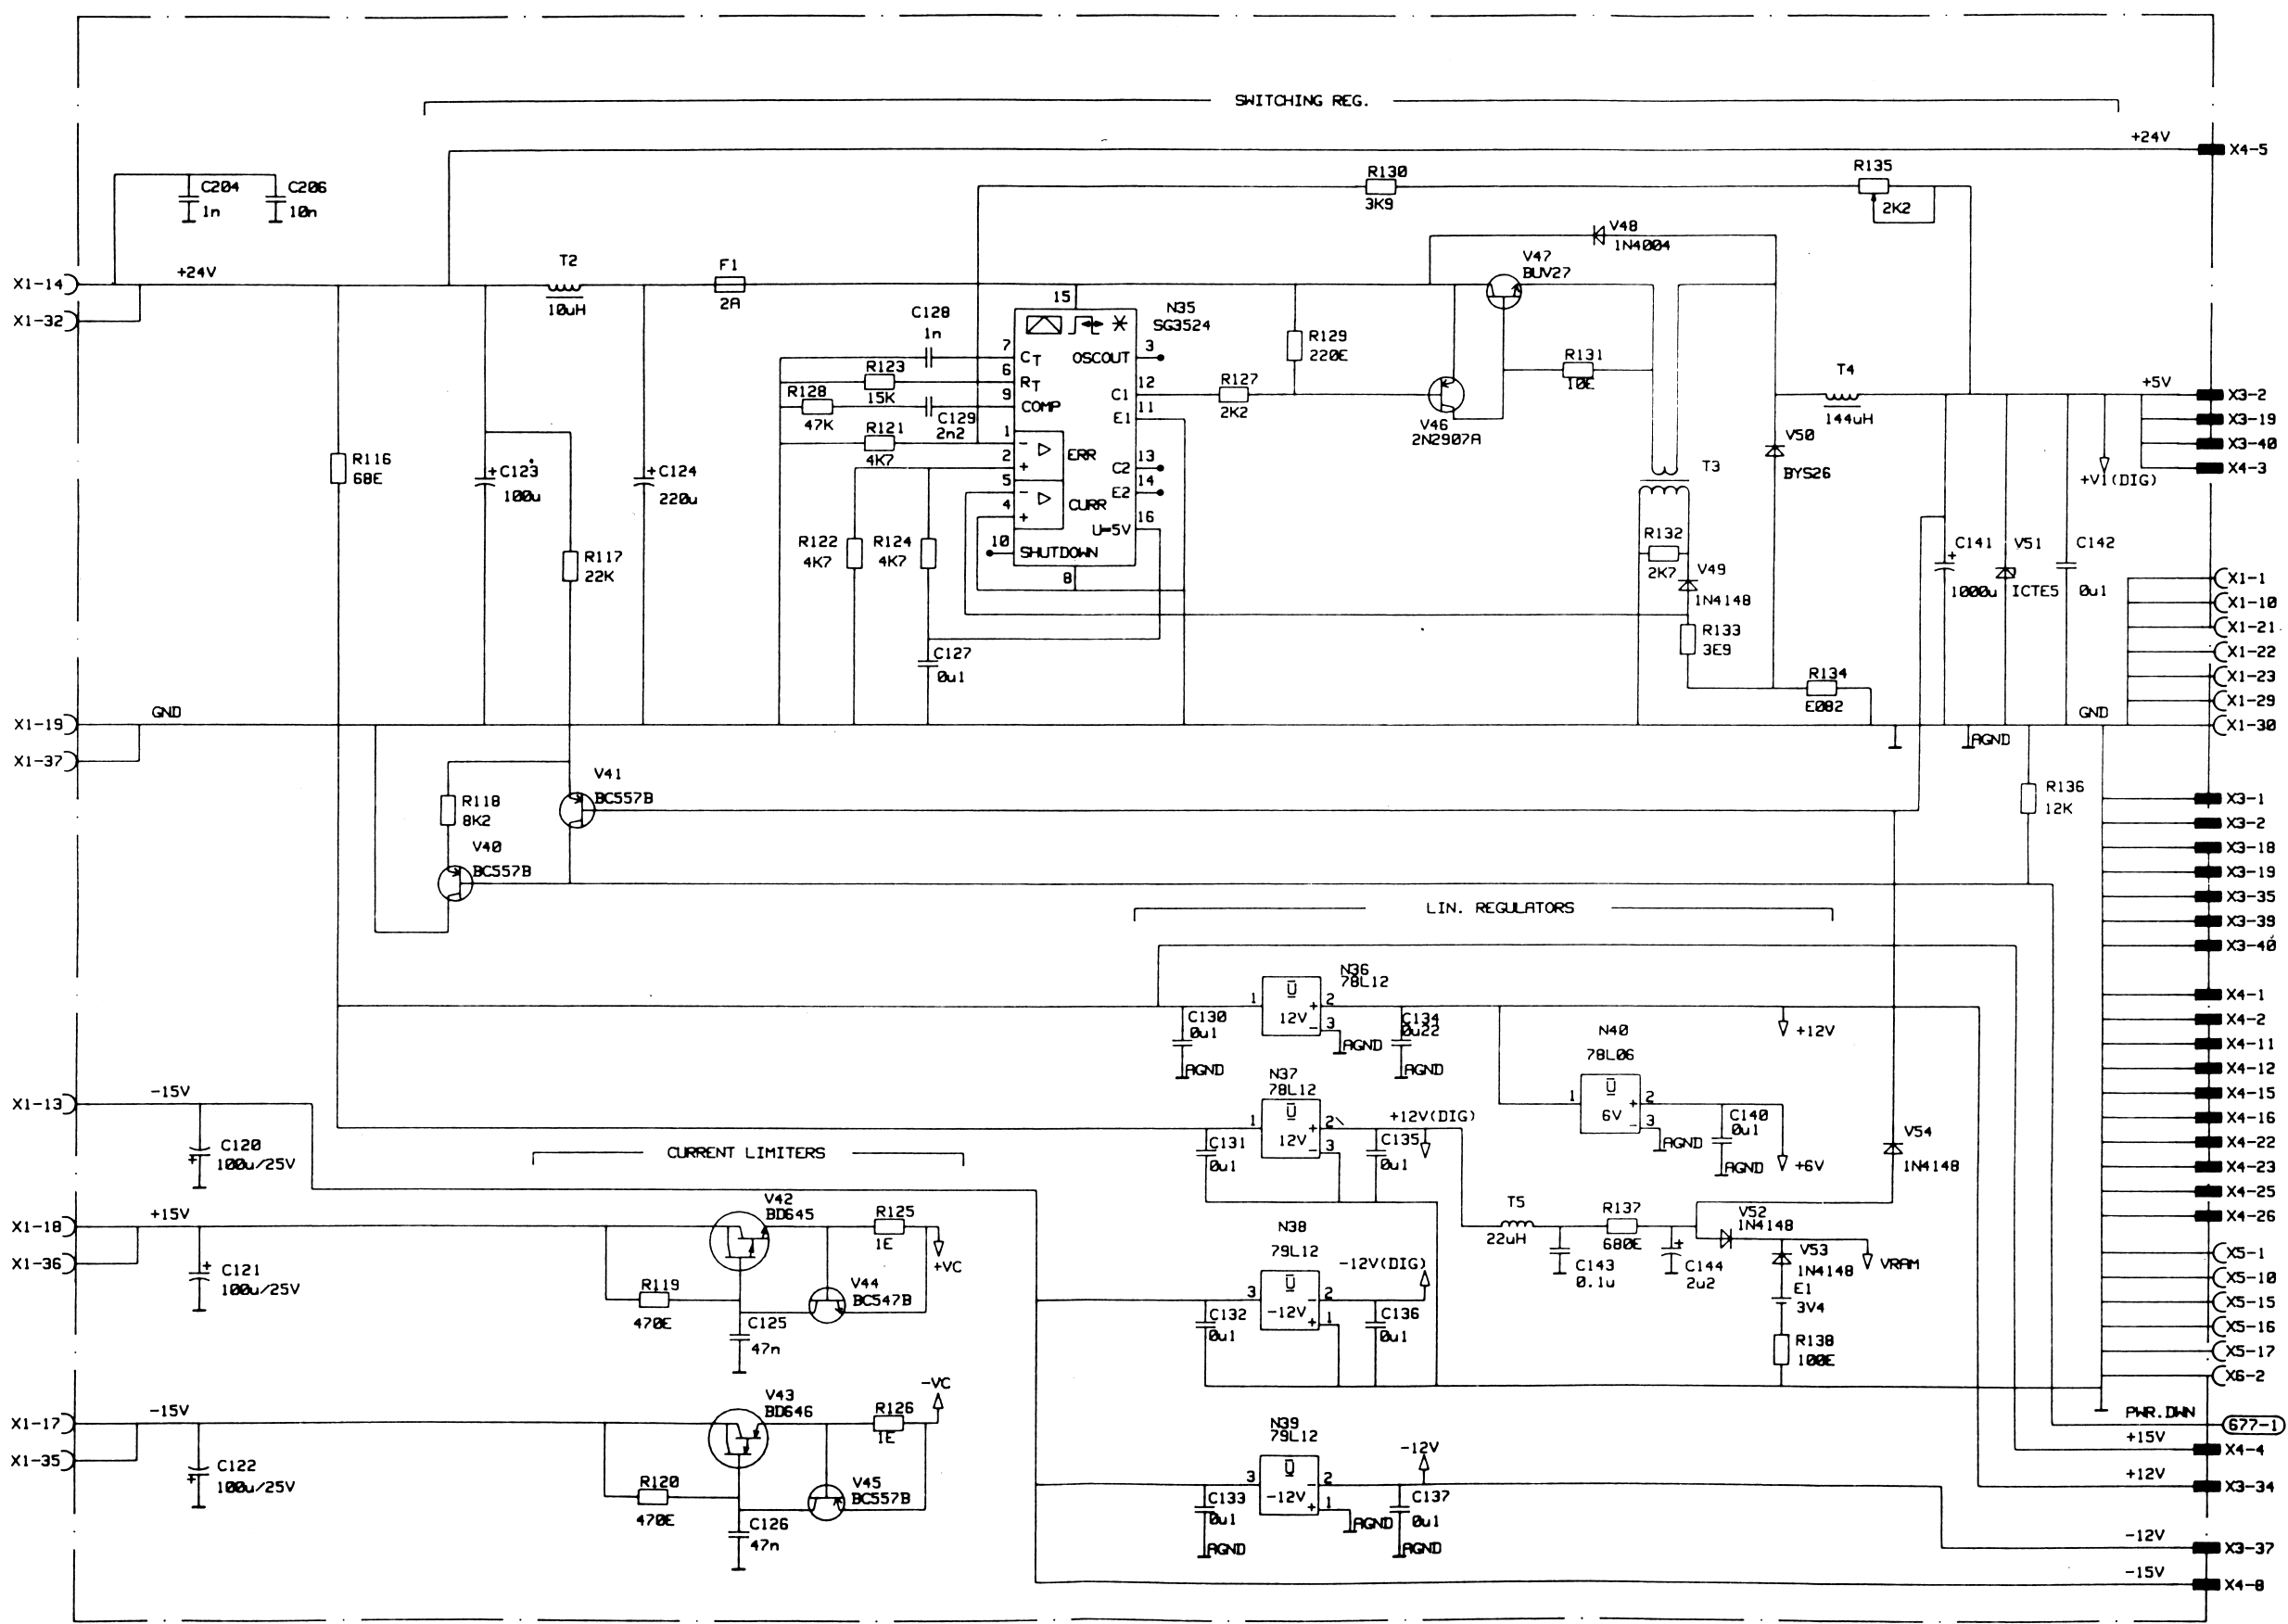 SWITCHING REG.
+24V
X4-5
C204
1n
C206
10n
R130
3K9
R135
2K2
V48
1N4004
X1-14
+24V
X1-32
T2
10uH
F1
2A
V47
BUV27
N35
SG3524
15
C128
1n
7
CT
OSCOUT
3
R123
15K
6
RT
R128
47K
9
COMP
C129
2n2
C1
12
E1
11
R121
4K7
1
-
ERR
2
+
5
-
CURR
4
+
C2
13
E2
14
U=5V
16
10
SHUTDOWN
8
R129
220E
R127
2K2
V46
2N2907A
R131
10E
T4
144uH
+5V
X3-2
X3-19
X3-40
X4-3
+V1(DIG)
V50
BYS26
T3
R116
68E
+
C123
100u
+
C124
220u
R117
22K
R122
4K7
R124
4K7
C127
0u1
R132
2K7
V49
1N4148
R133
3E9
R134
E082
C141
+
1000u
V51
ICTE5
C142
0u1
X1-1
X1-10
X1-21
X1-22
X1-23
X1-29
X1-30
GND
X1-19
GND
X1-37
AGND
R136
12K
R118
8K2
V41
BC557B
V40
BC557B
X3-1
X3-2
X3-18
X3-19
X3-35
X3-39
X3-40
LIN. REGULATORS
N36
78L12
1
U
12V
+
2
-
3
AGND
C130
0u1
AGND
C134
0u22
AGND
+12V
N40
78L06
1
U
6V
+
2
-
3
AGND
C140
0u1
AGND
+6V
X4-1
X4-2
X4-11
X4-12
X4-15
X4-16
X4-22
X4-23
X4-25
X4-26
X1-13
-15V
C120
+
100u/25V
N37
78L12
1
U
12V
+
2
-
3
C131
0u1
+12V(DIG)
C135
0u1
V54
1N4148
CURRENT LIMITERS
X1-18
+15V
X1-36
C121
+
100u/25V
V42
BD645
R125
1E
+VC
R119
470E
V44
BC547B
C125
47n
N38
79L12
3
U
-12V
-
2
+
1
C132
0u1
-12V(DIG)
C136
0u1
T5
22uH
R137
680E
C143
0.1u
+
C144
2u2
V52
1N4148
V53
1N4148
VRAM
E1
3V4
R138
100E
X5-1
X5-10
X5-15
X5-16
X5-17
X6-2
X1-17
-15V
X1-35
C122
+
100u/25V
V43
BD646
R126
1E
-VC
R120
470E
V45
BC557B
C126
47n
N39
79L12
3
U
-12V
-
2
+
1
AGND
C133
0u1
AGND
-12V
C137
0u1
AGND
PWR.DWN
677-1
+15V
X4-4
+12V
X3-34
-12V
X3-37
-15V
X4-8